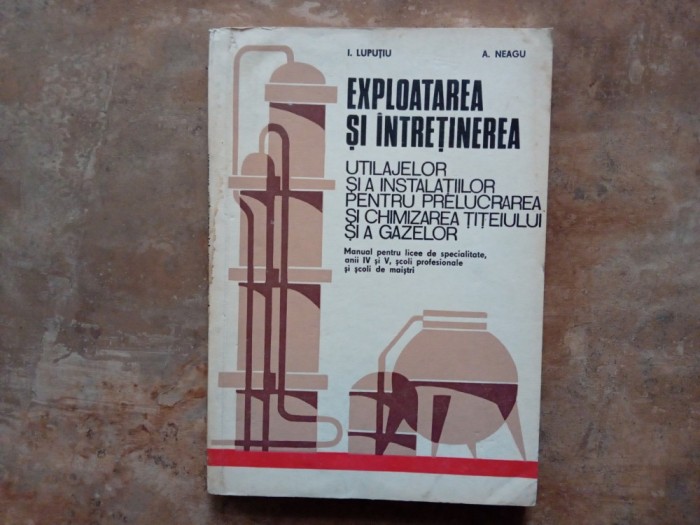 I. LUPUȚIU A. NEAGU
EXPLOATAREA
ȘI ÎNTREȚINEREA
UTILAJELOR
ȘI A INSTALAȚIILOR
PENTRU PRELUCRAREA
ȘI CHIMIZAREA ȚIȚEIULUI
ȘI A GAZELOR
Manual pentru licee de specialitate,
anii IV și V, școli profesionale
și școli de maiștri